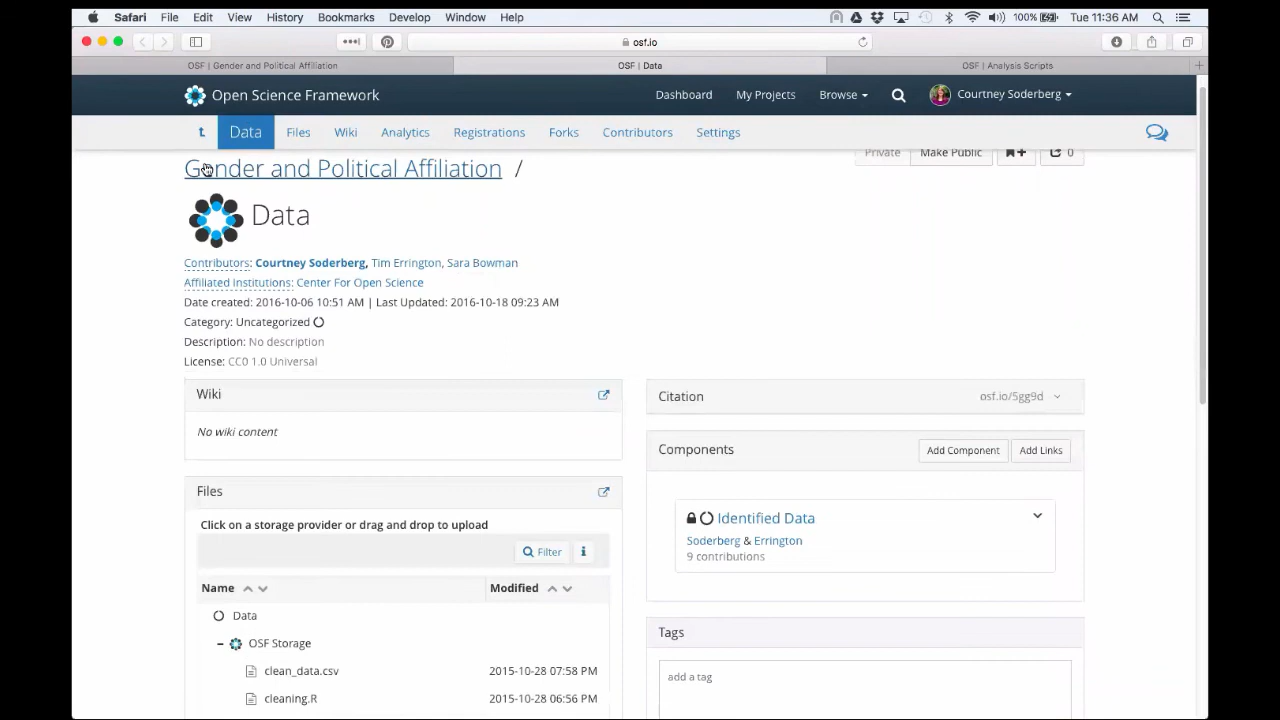 Safari File Edit View History Bookmarks Develop Window Help 100% Tue 11:36 AM
osf.io
OSF | Gender and Political Affiliation OSF | Data OSF | Analysis Scripts
Open Science Framework Dashboard My Projects Browse Courtney Soderberg
Data Files Wiki Analytics Registrations Forks Contributors Settings
Gender and Political Affiliation / Private Make Public 0
Data
Contributors: Courtney Soderberg, Tim Errington, Sara Bowman
Affiliated Institutions: Center For Open Science
Date created: 2016-10-06 10:51 AM | Last Updated: 2016-10-18 09:23 AM
Category: Uncategorized
Description: No description
License: CC0 1.0 Universal
Wiki
No wiki content
Files
Click on a storage provider or drag and drop to upload
Filter
Name Modified
Data
OSF Storage
clean_data.csv 2015-10-28 07:58 PM
cleaning.R 2015-10-28 06:56 PM
Citation osf.io/5gg9d
Components Add Component Add Links
Identified Data
Soderberg & Errington
9 contributions
Tags
add a tag